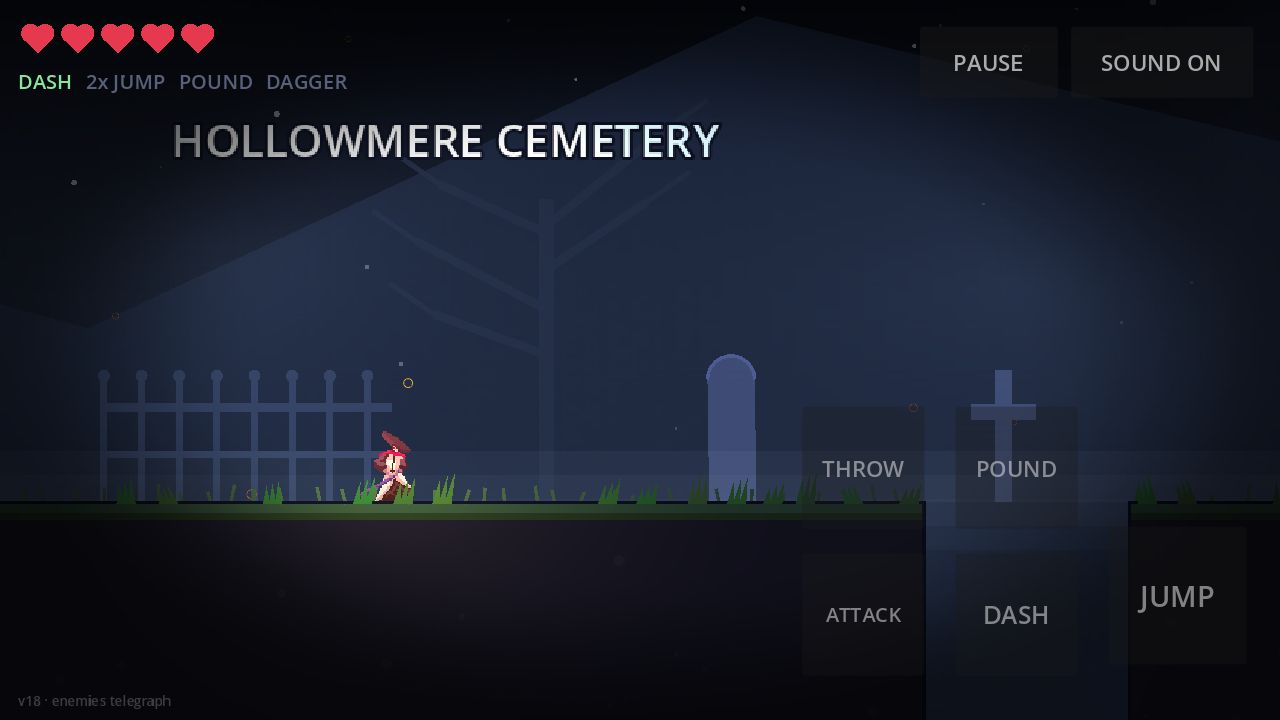 PAUSE SOUND ON
DASH 2x JUMP POUND DAGGER
HOLLOWMERE CEMETERY
THROW POUND
ATTACK DASH JUMP
v18 · enemies telegraph